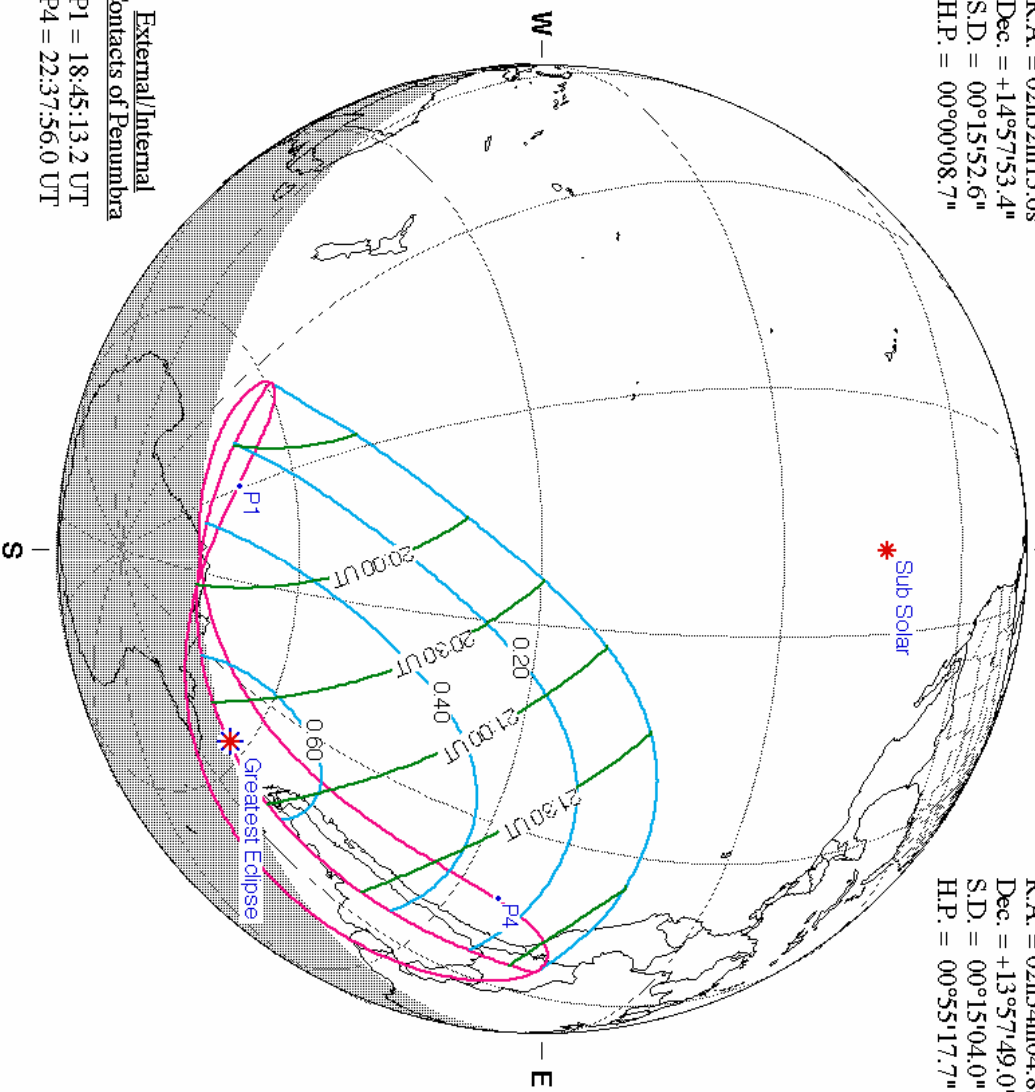 Dec. = +14°57'53.4"
S.D. = 00°15'52.6"
H.P. = 00°00'08.7"
Dec. = +13°57'49.0"
S.D. = 00°15'04.0"
H.P. = 00°55'17.7"
W
Sub Solar
P1
20:00 UT
20:30 UT
0.20
0.40
21:00 UT
0.60
21:30 UT
Greatest Eclipse
P4
S
E
External/Internal
ontacts of Penumbra
P1 = 18:45:13.2 UT
P4 = 22:37:56.0 UT